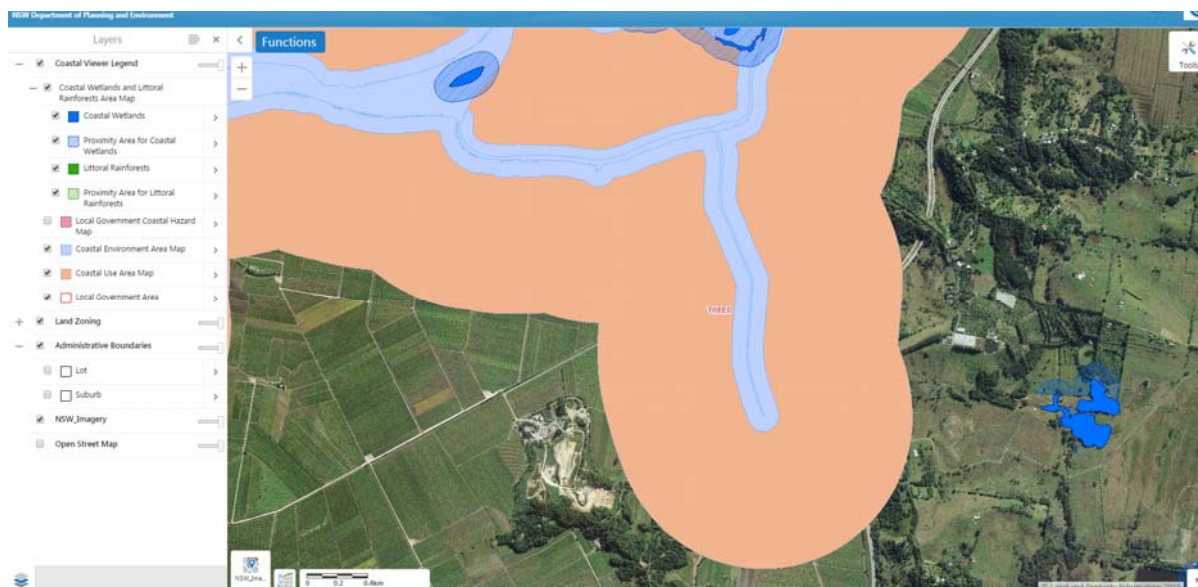 NSW Department of Planning and Environment
Layers
Functions
Tools
Coastal Viewer Legend
Coastal Wetlands and Littoral
Rainforests Area Map
Coastal Wetlands
Proximity Area for Coastal
Wetlands
Littoral Rainforests
Proximity Area for Littoral
Rainforests
Local Government Coastal Hazard
Map
Coastal Environment Area Map
Coastal Use Area Map
Local Government Area
Land Zoning
Administrative Boundaries
Lot
Suburb
NSW_Imagery
Open Street Map
TWEED
NSW_Ima...
0 0.2 0.4km